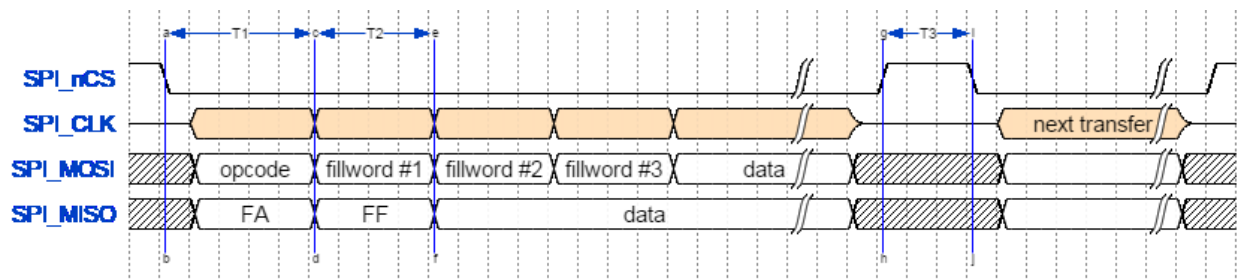 a T1 c T2 e g T3 i
SPI_nCS
SPI_CLK next transfer
SPI_MOSI opcode fillword #1 fillword #2 fillword #3 data
SPI_MISO FA FF data
b d f h j